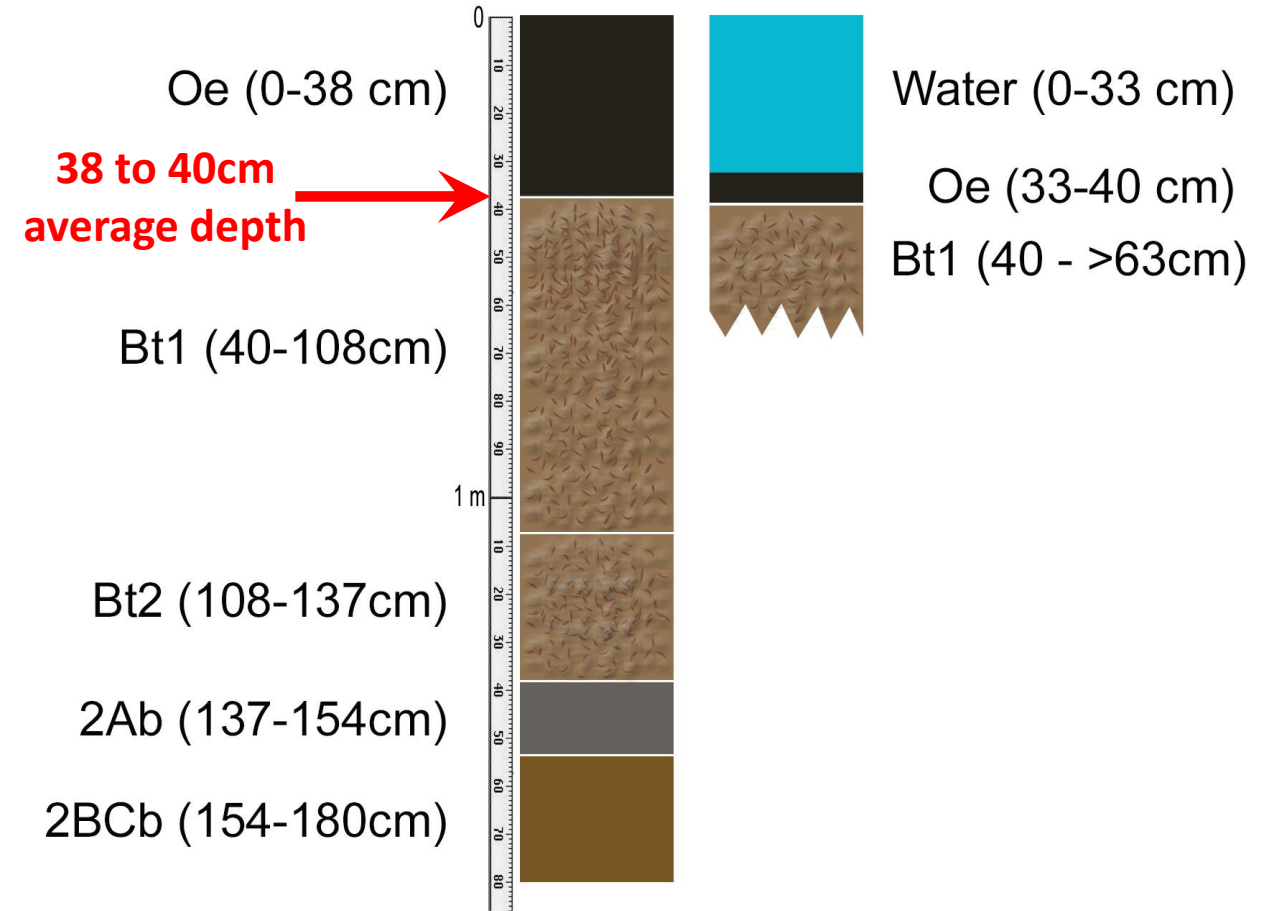 Oe (0-38 cm)
38 to 40cm
average depth
Bt1 (40-108cm)
Bt2 (108-137cm)
2Ab (137-154cm)
2BCb (154-180cm)
0
10
20
30
40
50
60
70
80
90
1 m
10
20
30
40
50
60
70
80
Water (0-33 cm)
Oe (33-40 cm)
Bt1 (40 - >63cm)